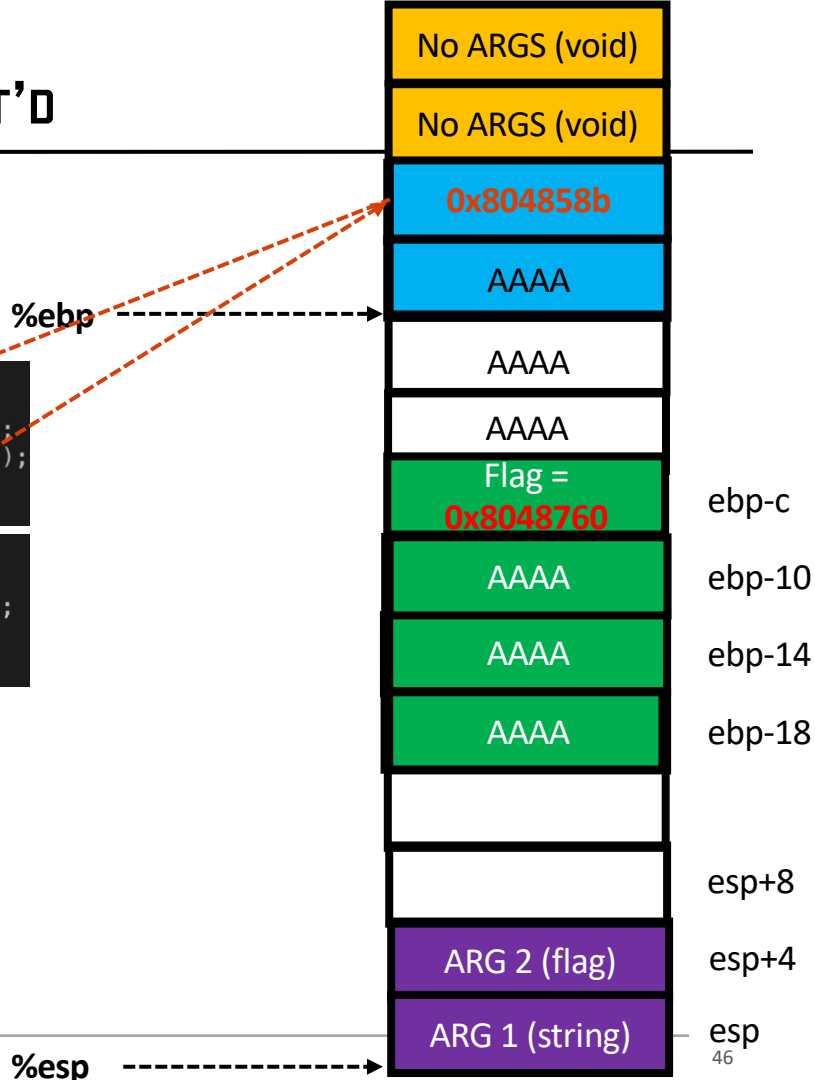 T'D
No ARGS (void)
No ARGS (void)
0x804858b
AAAA
%ebp
AAAA
;
);
AAAA
Flag =
0x8048760
ebp-c
AAAA
ebp-10
;
AAAA
ebp-14
AAAA
ebp-18
esp+8
ARG 2 (flag)
esp+4
ARG 1 (string)
esp
46
%esp